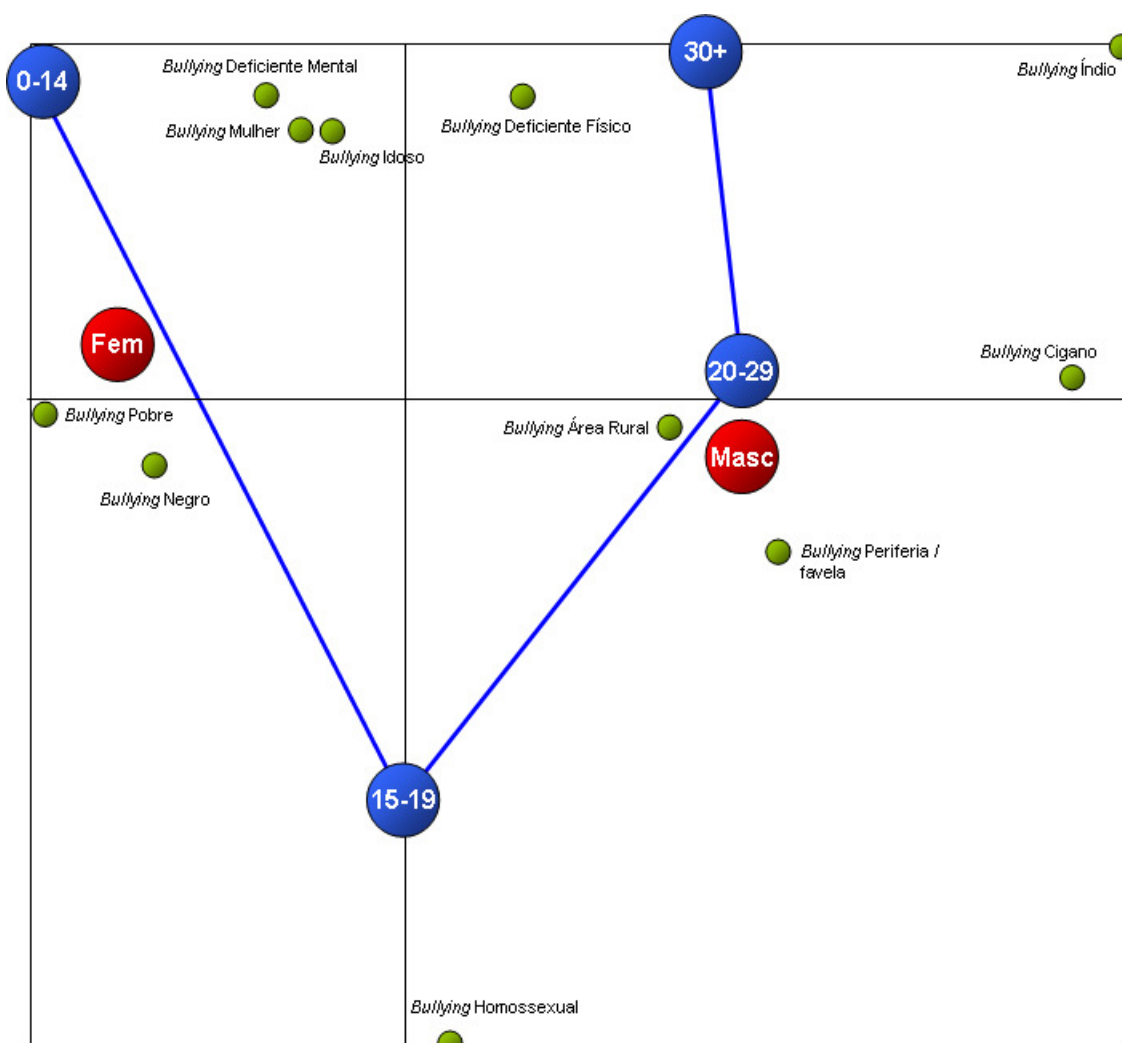 30+
0-14
Bullying Deficiente Mental
Bullying Índio
Bullying Mulher
Bullying Deficiente Físico
Bullying Idoso
Fem
Bullying Cigano
20-29
Bullying Pobre
Bullying Área Rural
Masc
Bullying Negro
Bullying Periferia /
favela
15-19
Bullying Homossexual